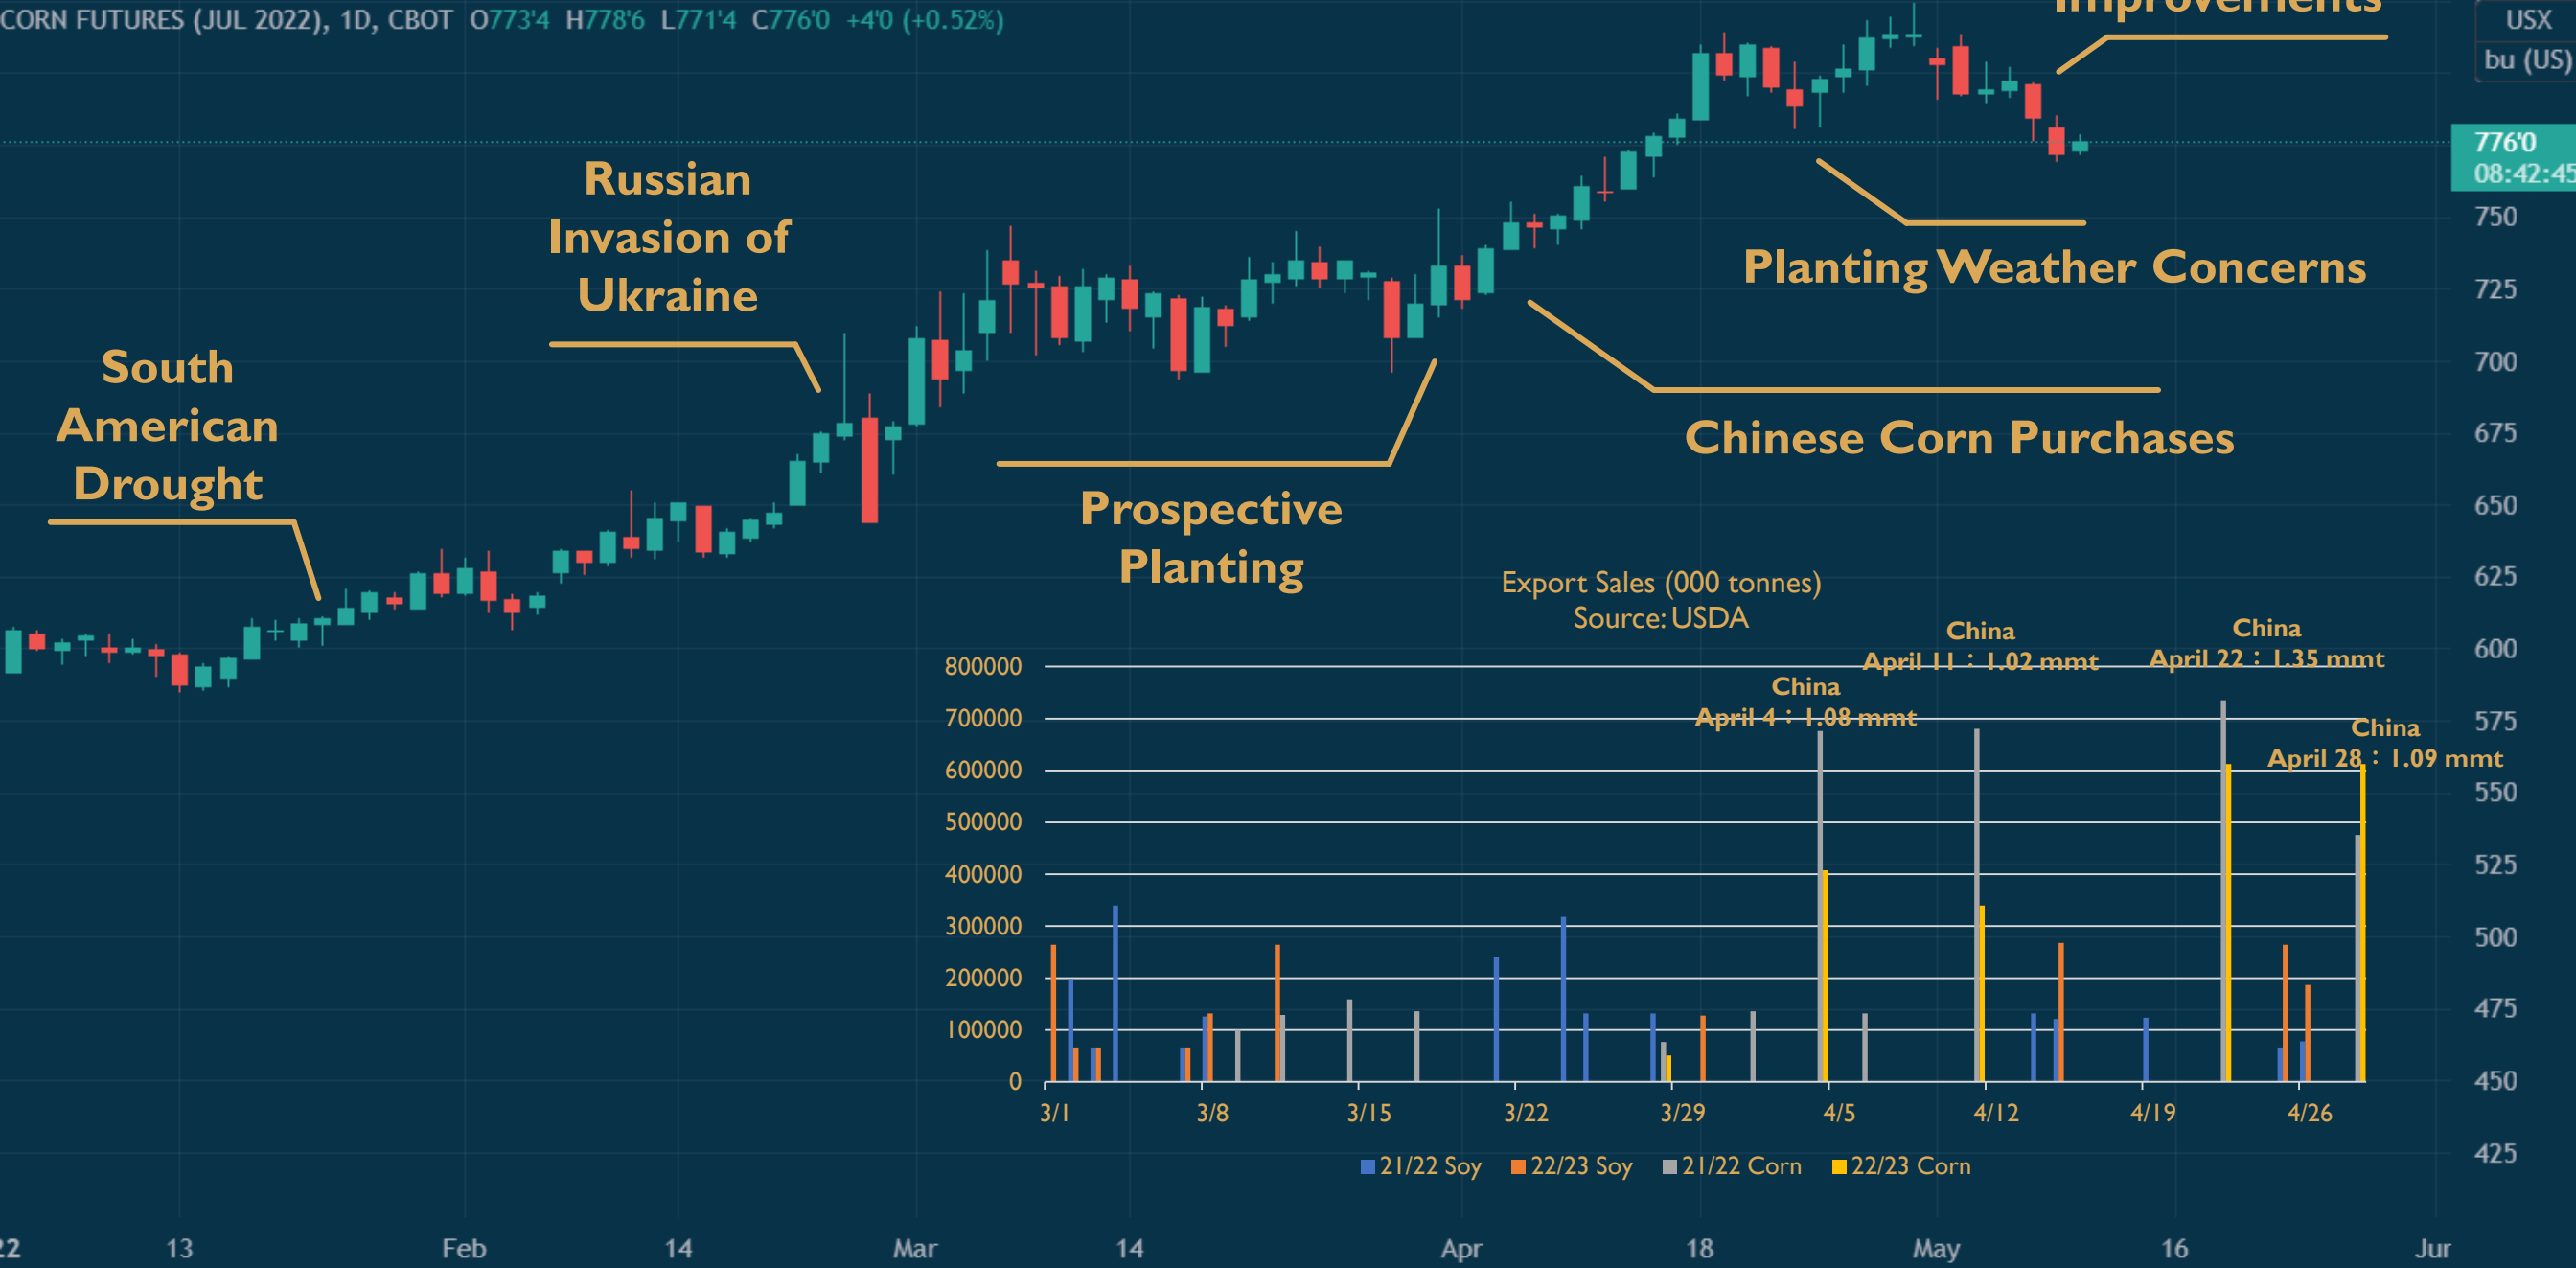 CORN FUTURES (JUL 2022), 1D, CBOT O773'4 H778'6 L771'4 C776'0 +4'0 (+0.52%)
Improvements
USX
bu (US)
776'0
08:42:45
750
725
700
675
650
625
600
575
550
525
500
475
450
425
Russian
Invasion of
Ukraine
Planting Weather Concerns
South
American
Drought
Chinese Corn Purchases
Prospective
Planting
Export Sales (000 tonnes)
Source: USDA
China
April 4 : 1.08 mmt
China
April 11 : 1.02 mmt
China
April 22 : 1.35 mmt
China
April 28 : 1.09 mmt
800000
700000
600000
500000
400000
300000
200000
100000
0
3/1 3/8 3/15 3/22 3/29 4/5 4/12 4/19 4/26
21/22 Soy 22/23 Soy 21/22 Corn 22/23 Corn
22 13 Feb 14 Mar 14 Apr 18 May 16 Jur